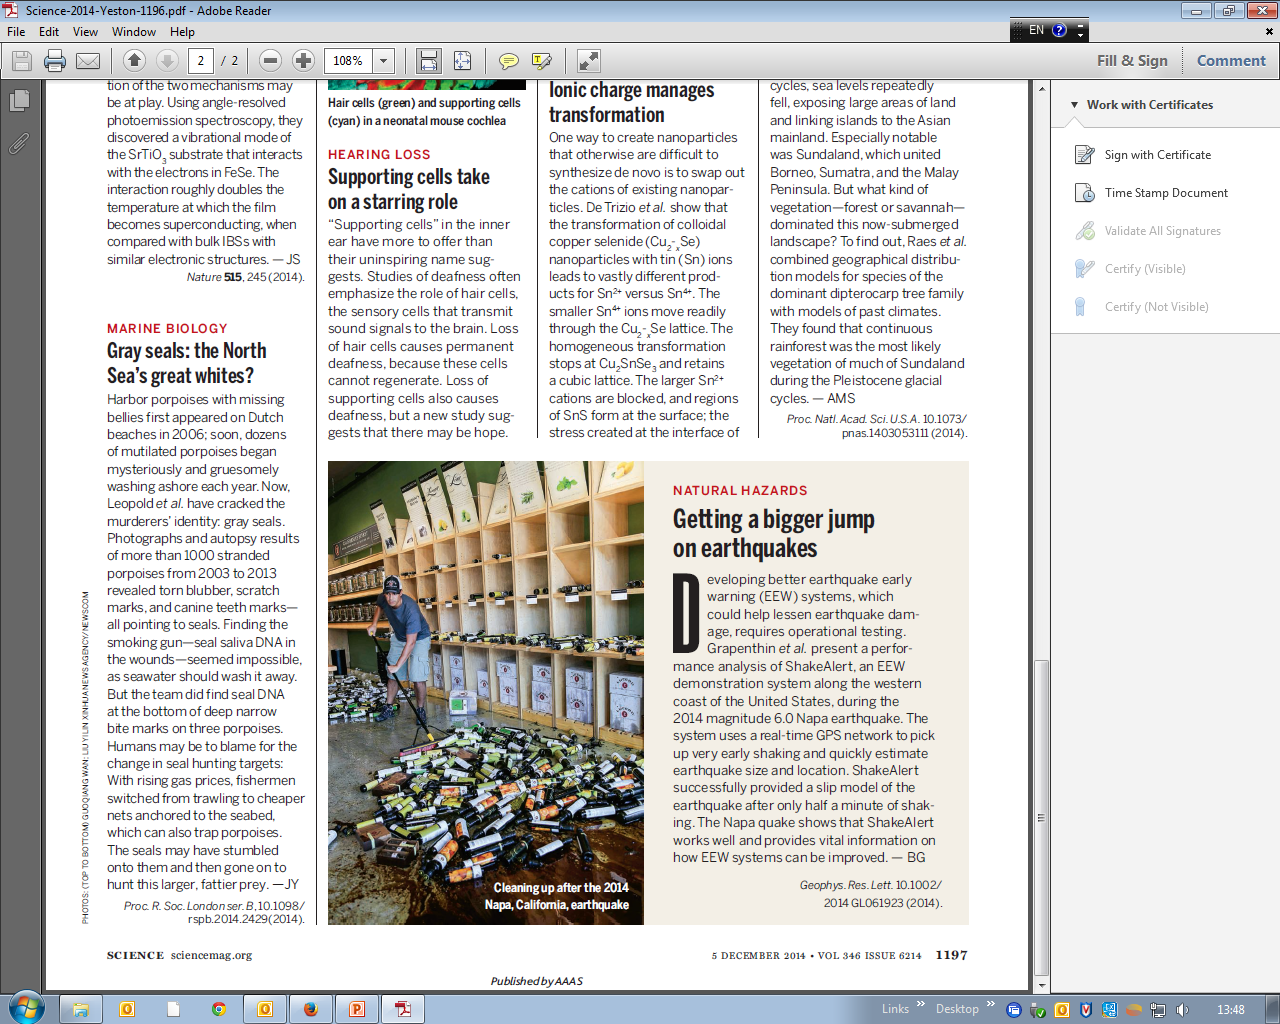 Science-2014-Yeston-1196.pdf - Adobe Reader
File Edit View Window Help
EN
2 / 2
108%
Fill & Sign
Comment
tion of the two mechanisms may
be at play. Using angle-resolved
photoemission spectroscopy, they
discovered a vibrational mode of
the SrTiO3 substrate that interacts
with the electrons in FeSe. The
interaction roughly doubles the
temperature at which the film
becomes superconducting, when
compared with bulk IBSs with
similar electronic structures. — JS
Nature 515, 245 (2014).
MARINE BIOLOGY
Gray seals: the North
Sea's great whites?
Harbor porpoises with missing
bellies first appeared on Dutch
beaches in 2006; soon, dozens
of mutilated porpoises began
mysteriously and gruesomely
washing ashore each year. Now,
Leopold et al. have cracked the
murderers' identity: gray seals.
Photographs and autopsy results
of more than 1000 stranded
porpoises from 2003 to 2013
revealed torn blubber, scratch
marks, and canine teeth marks—
all pointing to seals. Finding the
smoking gun—seal saliva DNA in
the wounds—seemed impossible,
as seawater should wash it away.
But the team did find seal DNA
at the bottom of deep narrow
bite marks on three porpoises.
Humans may be to blame for the
change in seal hunting targets:
With rising gas prices, fishermen
switched from trawling to cheaper
nets anchored to the seabed,
which can also trap porpoises.
The seals may have stumbled
onto them and then gone on to
hunt this larger, fattier prey. —JY
Proc. R. Soc. London ser. B, 10.1098/
rspb.2014.2429 (2014).
Hair cells (green) and supporting cells
(cyan) in a neonatal mouse cochlea
HEARING LOSS
Supporting cells take
on a starring role
"Supporting cells" in the inner
ear have more to offer than
their uninspiring name sug-
gests. Studies of deafness often
emphasize the role of hair cells,
the sensory cells that transmit
sound signals to the brain. Loss
of hair cells causes permanent
deafness, because these cells
cannot regenerate. Loss of
supporting cells also causes
deafness, but a new study sug-
gests that there may be hope.
Ionic charge manages
transformation
One way to create nanoparticles
that otherwise are difficult to
synthesize de novo is to swap out
the cations of existing nanopar-
ticles. De Trizio et al. show that
the transformation of colloidal
copper selenide (Cu2-xSe)
nanoparticles with tin (Sn) ions
leads to vastly different prod-
ucts for Sn2+ versus Sn4+. The
smaller Sn4+ ions move readily
through the Cu2-xSe lattice. The
homogeneous transformation
stops at Cu2SnSe3 and retains
a cubic lattice. The larger Sn2+
cations are blocked, and regions
of SnS form at the surface; the
stress created at the interface of
cycles, sea levels repeatedly
fell, exposing large areas of land
and linking islands to the Asian
mainland. Especially notable
was Sundaland, which united
Borneo, Sumatra, and the Malay
Peninsula. But what kind of
vegetation—forest or savannah—
dominated this now-submerged
landscape? To find out, Raes et al.
combined geographical distribu-
tion models for species of the
dominant dipterocarp tree family
with models of past climates.
They found that continuous
rainforest was the most likely
vegetation of much of Sundaland
during the Pleistocene glacial
cycles. — AMS
Proc. Natl. Acad. Sci. U.S.A. 10.1073/
pnas.1403053111 (2014).
Cleaning up after the 2014
Napa, California, earthquake
NATURAL HAZARDS
Getting a bigger jump
on earthquakes
Developing better earthquake early
warning (EEW) systems, which
could help lessen earthquake dam-
age, requires operational testing.
Grapenthin et al. present a perfor-
mance analysis of ShakeAlert, an EEW
demonstration system along the western
coast of the United States, during the
2014 magnitude 6.0 Napa earthquake. The
system uses a real-time GPS network to pick
up very early shaking and quickly estimate
earthquake size and location. ShakeAlert
successfully provided a slip model of the
earthquake after only half a minute of shak-
ing. The Napa quake shows that ShakeAlert
works well and provides vital information on
how EEW systems can be improved. — BG
Geophys. Res. Lett. 10.1002/
2014 GL061923 (2014).
PHOTOS: (TOP TO BOTTOM) GUOQIANG WAN; LIU YILIN XINHUA NEWS AGENCY/NEWSCOM
SCIENCE sciencemag.org
5 DECEMBER 2014 • VOL 346 ISSUE 6214 1197
Published by AAAS
Work with Certificates
Sign with Certificate
Time Stamp Document
Validate All Signatures
Certify (Visible)
Certify (Not Visible)
Links
Desktop
13:48